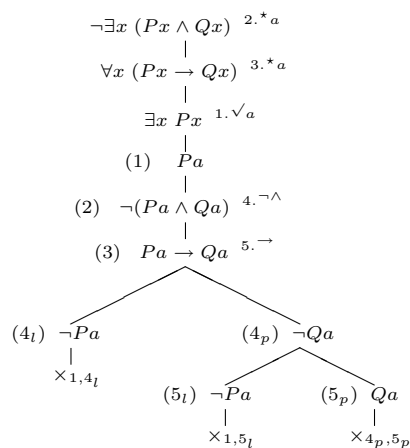 ¬∃x (Px ∧ Qx) 2.⋆a
∀x (Px → Qx) 3.⋆a
∃x Px 1.√a
(1) Pa
(2) ¬(Pa ∧ Qa) 4.¬∧
(3) Pa → Qa 5.→
(4l) ¬Pa (4p) ¬Qa
×1,4l
(5l) ¬Pa (5p) Qa
×1,5l ×4p,5p